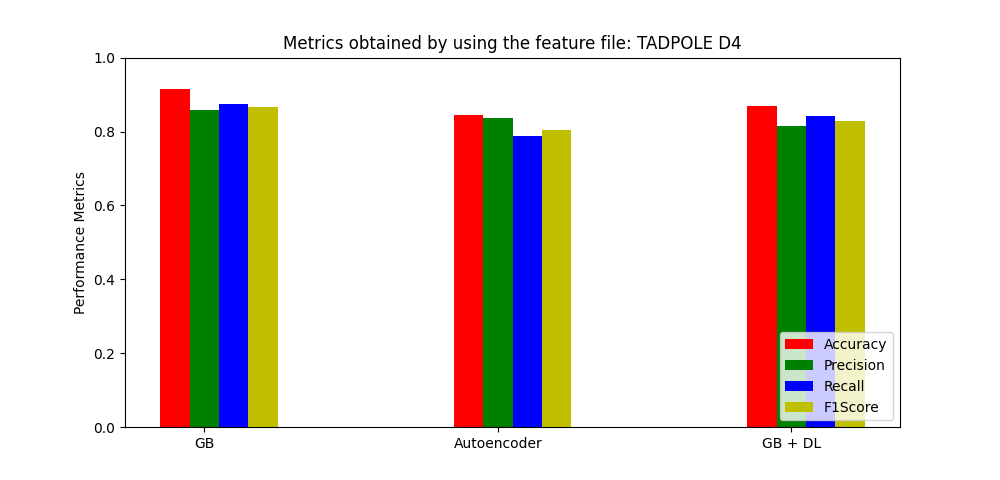 Metrics obtained by using the feature file: TADPOLE D4
Performance Metrics
1.0
0.8
0.6
0.4
0.2
0.0
GB
Autoencoder
GB + DL
Accuracy
Precision
Recall
F1Score